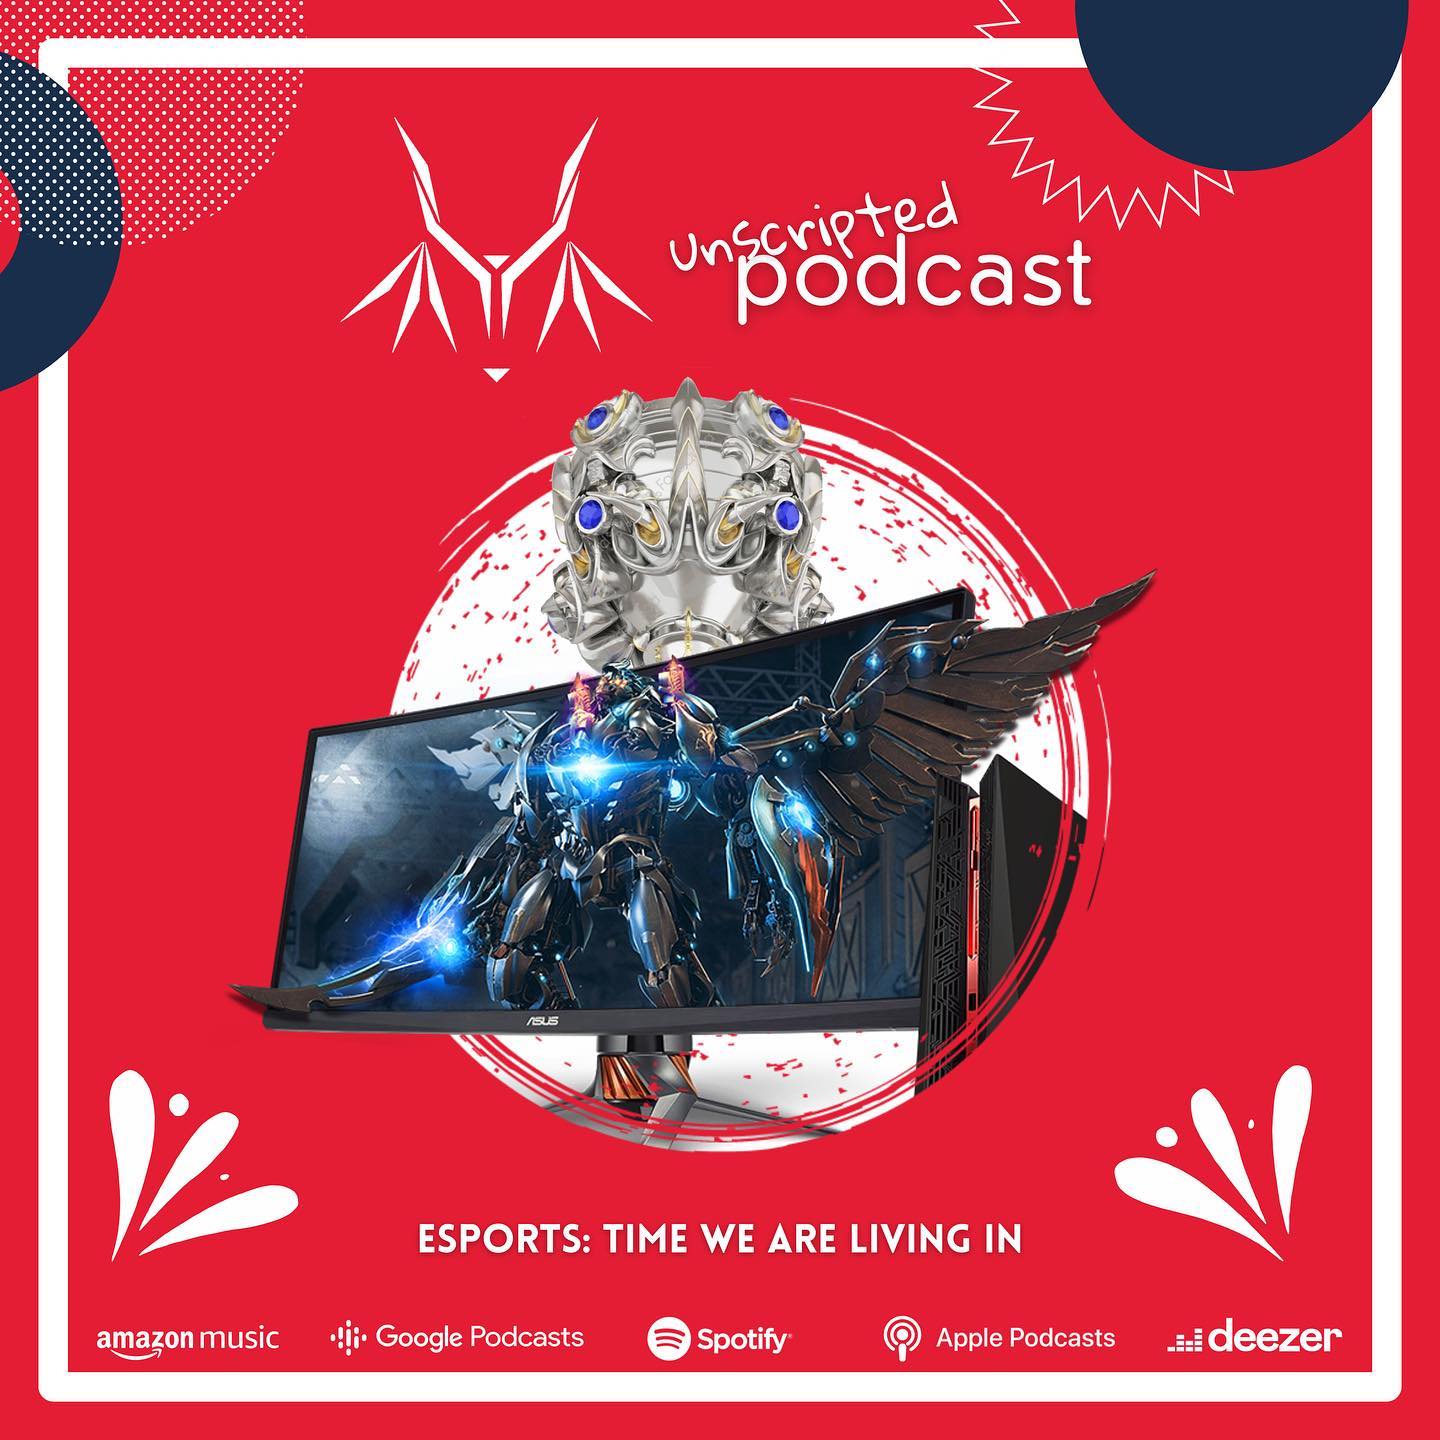 unscripted
podcast
ASUS
ESPORTS: TIME WE ARE LIVING IN
amazon music
Google Podcasts
Spotify
Apple Podcasts
deezer